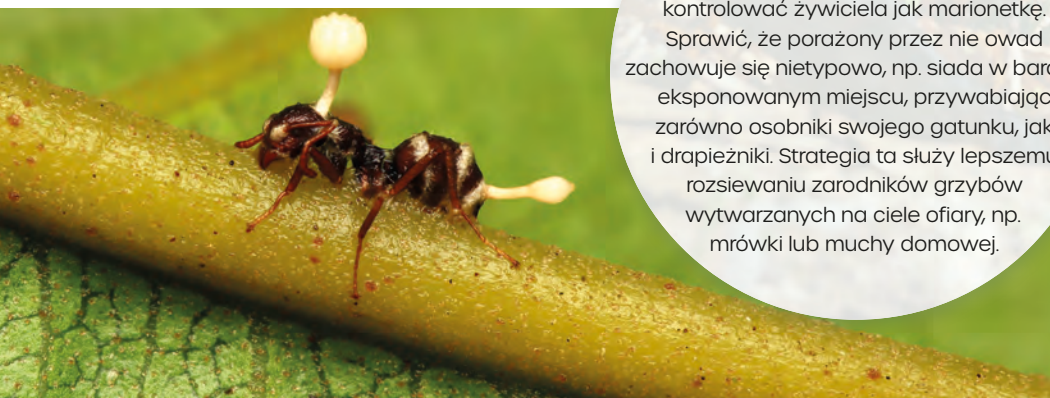 kontrolować żywiciela jak marionetkę.
Sprawić, że porażony przez nie owad
zachowuje się nietypowo, np. siada w
eksponowanym miejscu,
zarówno osobniki swojego gatunku, jak
i drapieżniki. Strategia ta służy lepszemu
rozsiewaniu zarodników grzybów
wytwarzanych na ciele ofiary, np.
mrówki lub muchy domowej.